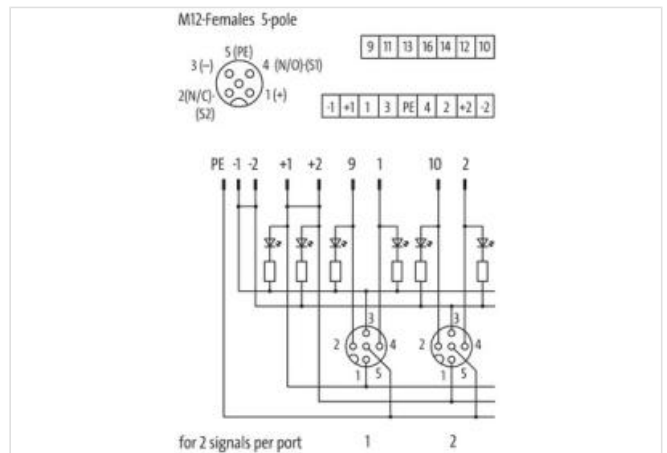 M12-Females 5-pole
5 (PE)
3 (–) 4 (N/O)·(S1)
2(N/C)· 1 (+)
(S2)
9 11 13 16 14 12 10
-1 +1 1 3 PE 4 2 +2 -2
PE -1 -2 +1 +2 9 1 10 2
3 3
2 4 2 4
1 5 1 5
for 2 signals per port 1 2